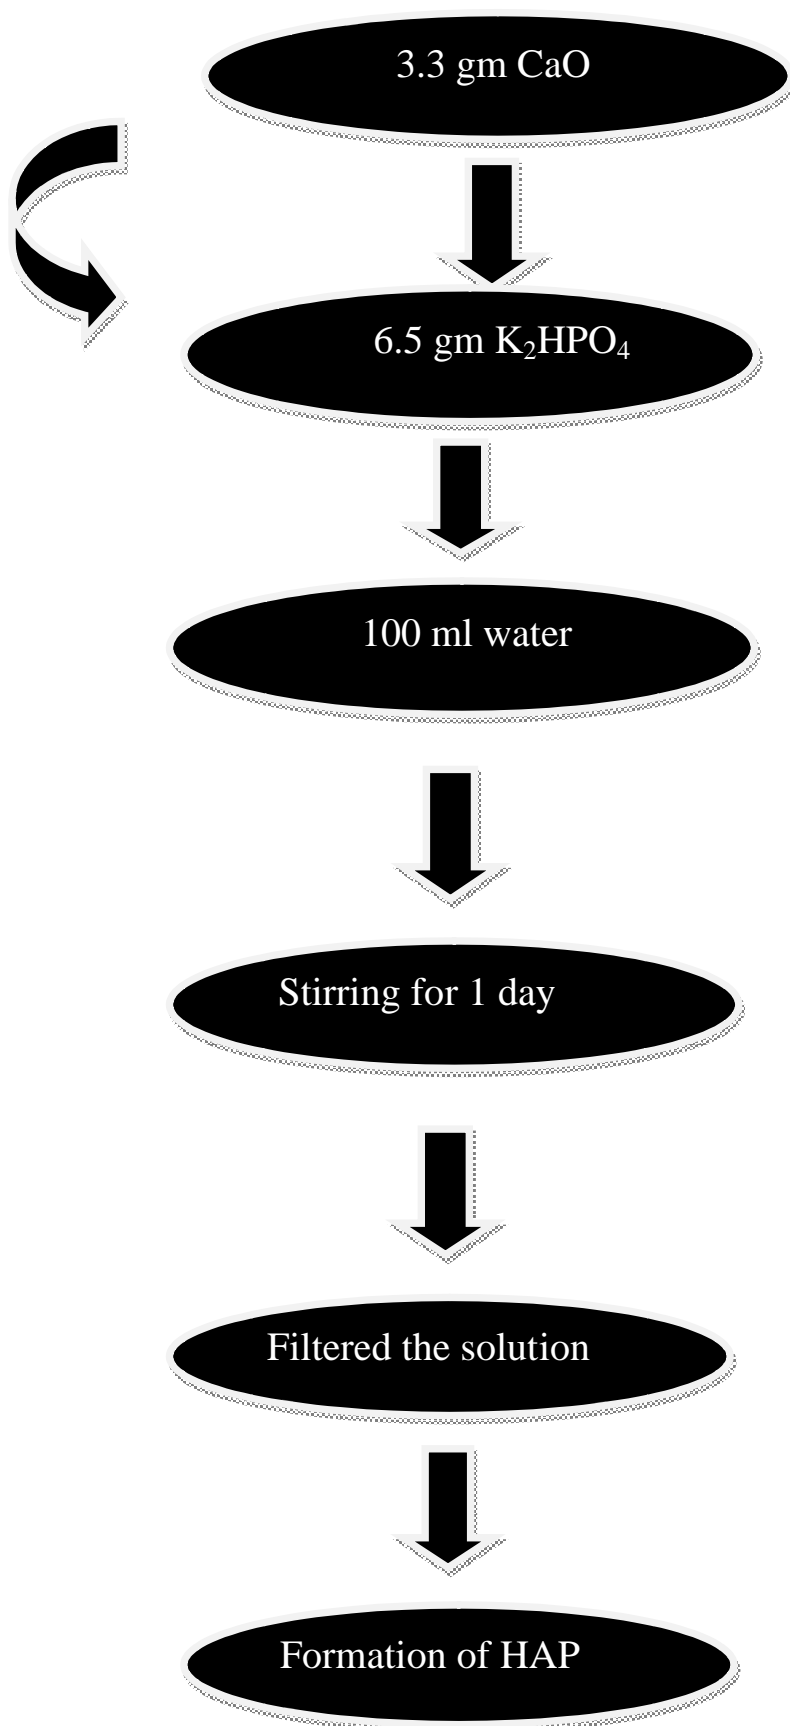 3.3 gm CaO
6.5 gm K₂HPO₄
100 ml water
Stirring for 1 day
Filtered the solution
Formation of HAP